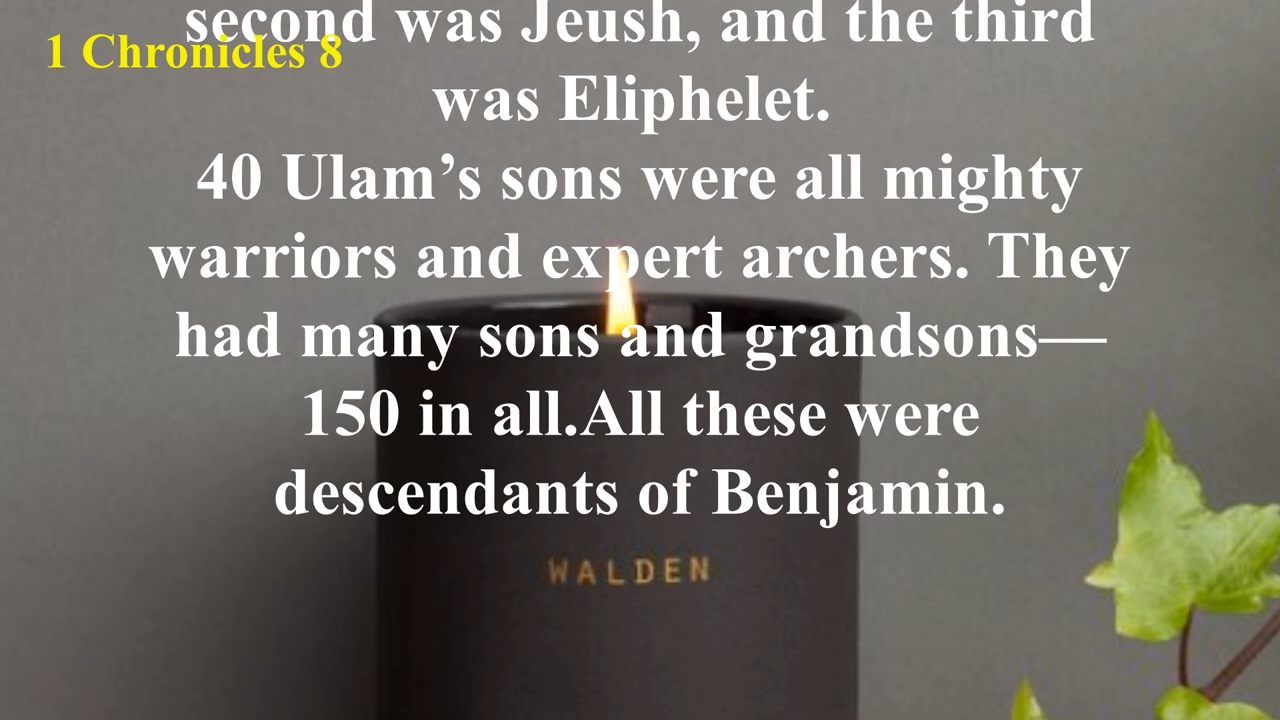 second was Jeush, and the third
1 Chronicles 8
was Eliphelet.
40 Ulam’s sons were all mighty
warriors and expert archers. They
had many sons and grandsons—
150 in all.All these were
descendants of Benjamin.
WALDEN